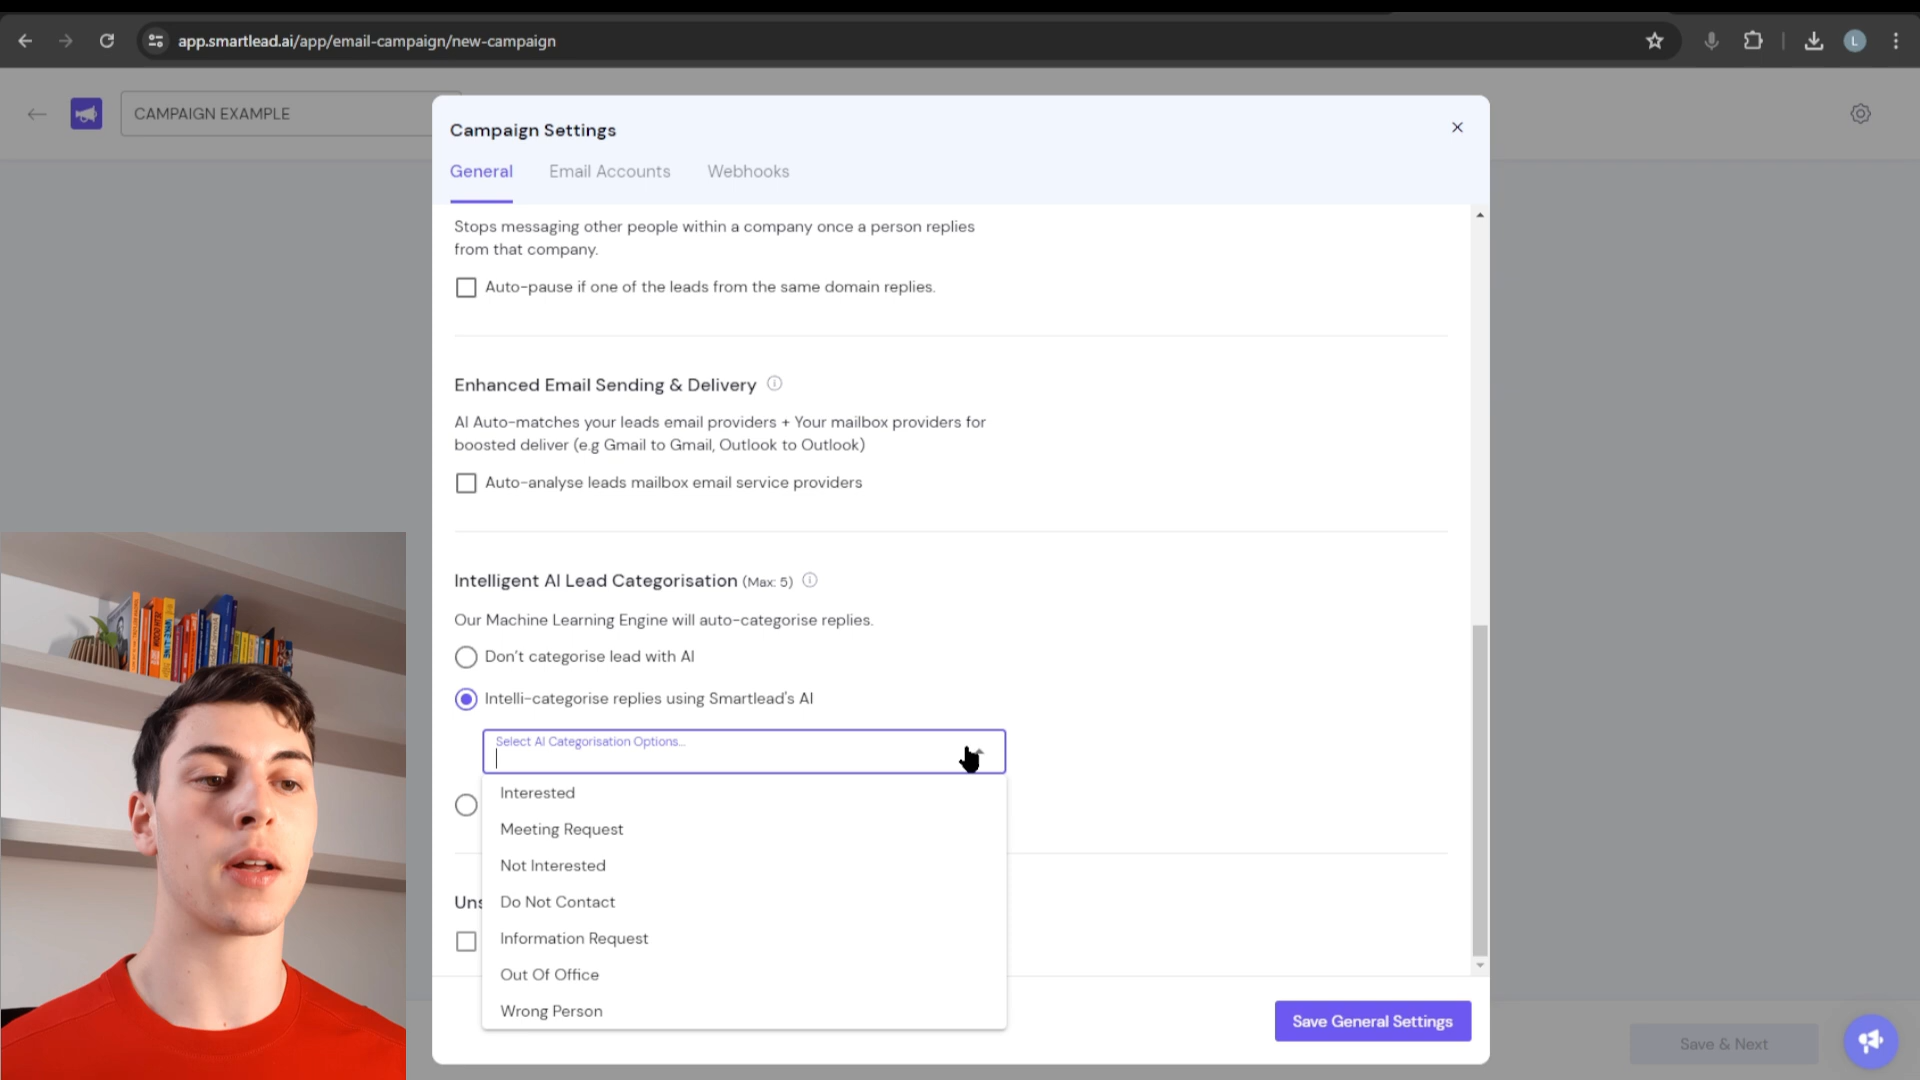 app.smartlead.ai/app/email-campaign/new-campaign
L
CAMPAIGN EXAMPLE
Campaign Settings
General
Email Accounts
Webhooks
Stops messaging other people within a company once a person replies
from that company.
Auto-pause if one of the leads from the same domain replies.
Enhanced Email Sending & Delivery
AI Auto-matches your leads email providers + Your mailbox providers for
boosted deliver (e.g Gmail to Gmail, Outlook to Outlook)
Auto-analyse leads mailbox email service providers
Intelligent AI Lead Categorisation (Max: 5)
Our Machine Learning Engine will auto-categorise replies.
Don't categorise lead with AI
Intelli-categorise replies using Smartlead's AI
Select AI Categorisation Options...
Interested
Meeting Request
Not Interested
Uns
Do Not Contact
Information Request
Out Of Office
Wrong Person
Save General Settings
Save & Next